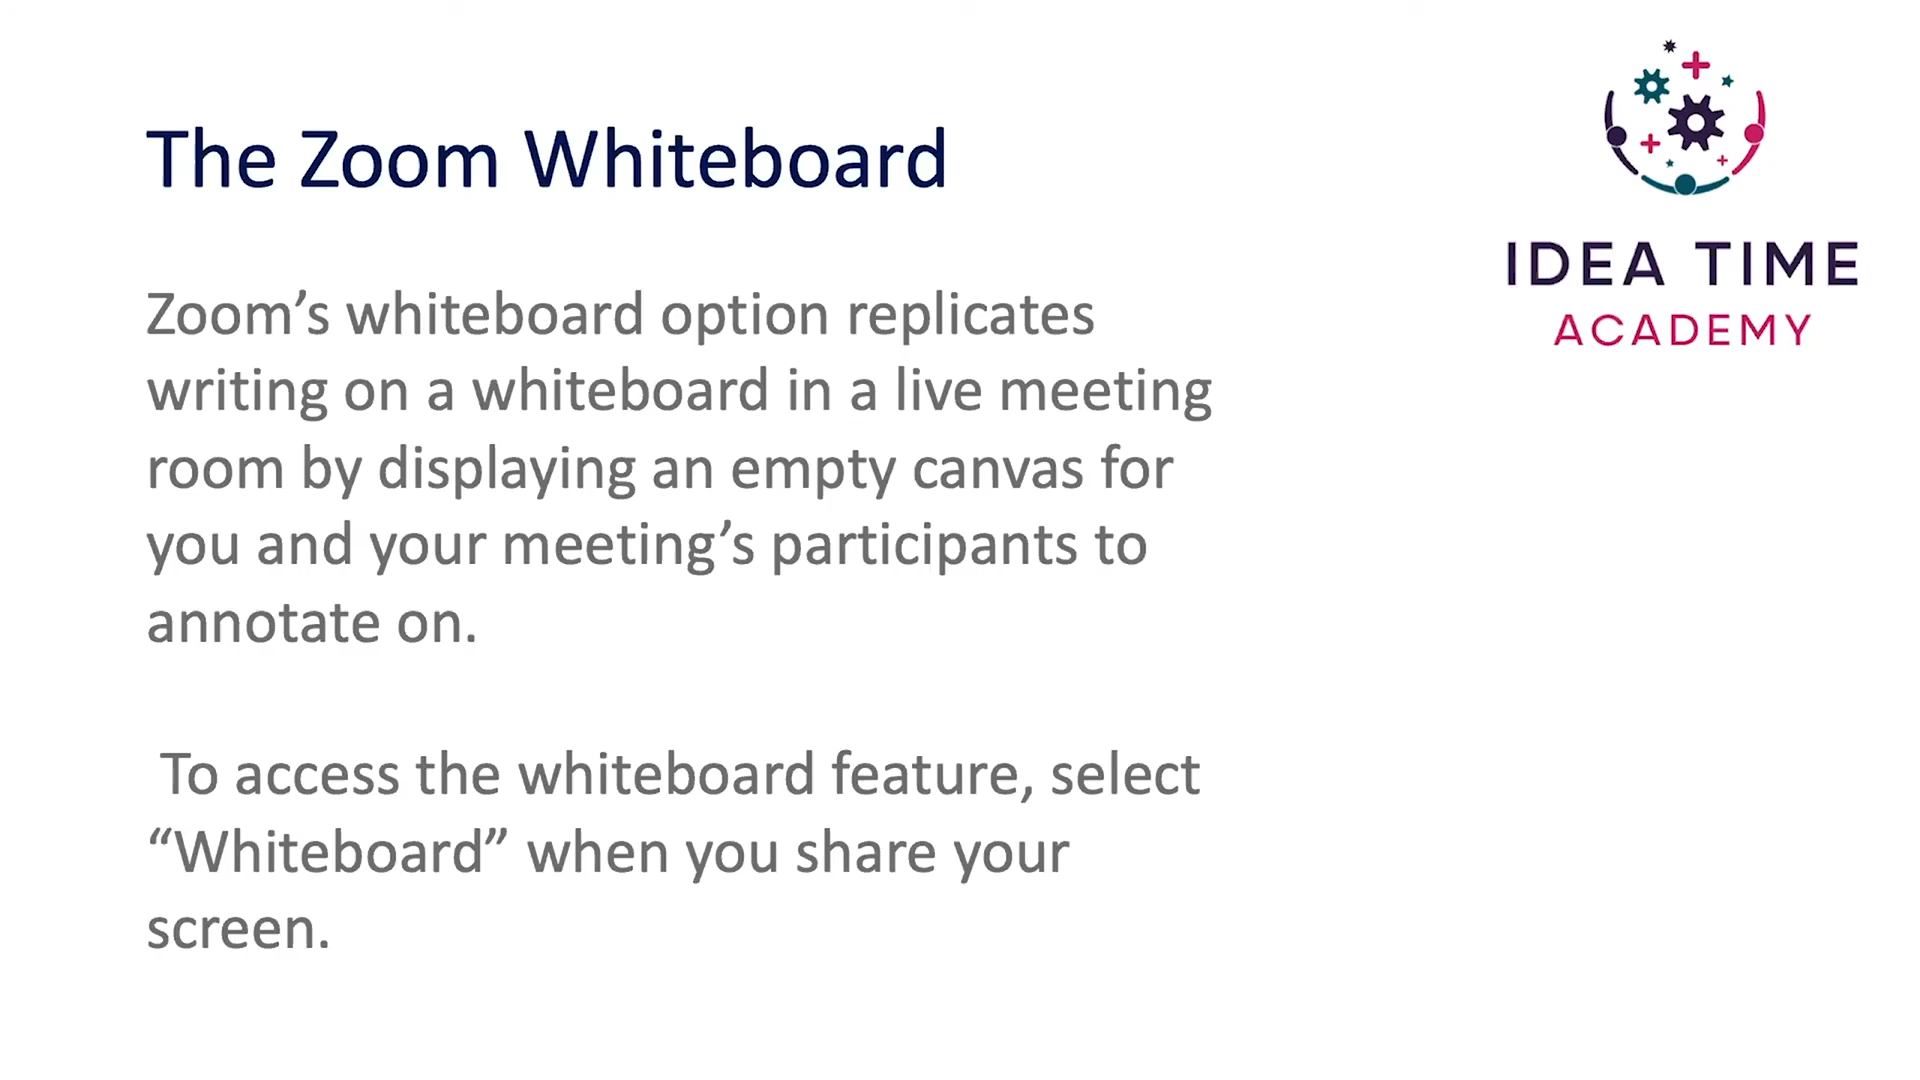 The Zoom Whiteboard
IDEA TIME
ACADEMY
Zoom’s whiteboard option replicates
writing on a whiteboard in a live meeting
room by displaying an empty canvas for
you and your meeting’s participants to
annotate on.
To access the whiteboard feature, select
“Whiteboard” when you share your
screen.